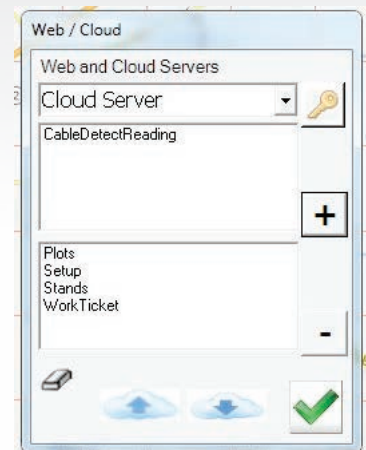 Web / Cloud
Web and Cloud Servers
Cloud Server
CableDetectReading
+
Plots
Setup
Stands
WorkTicket
-